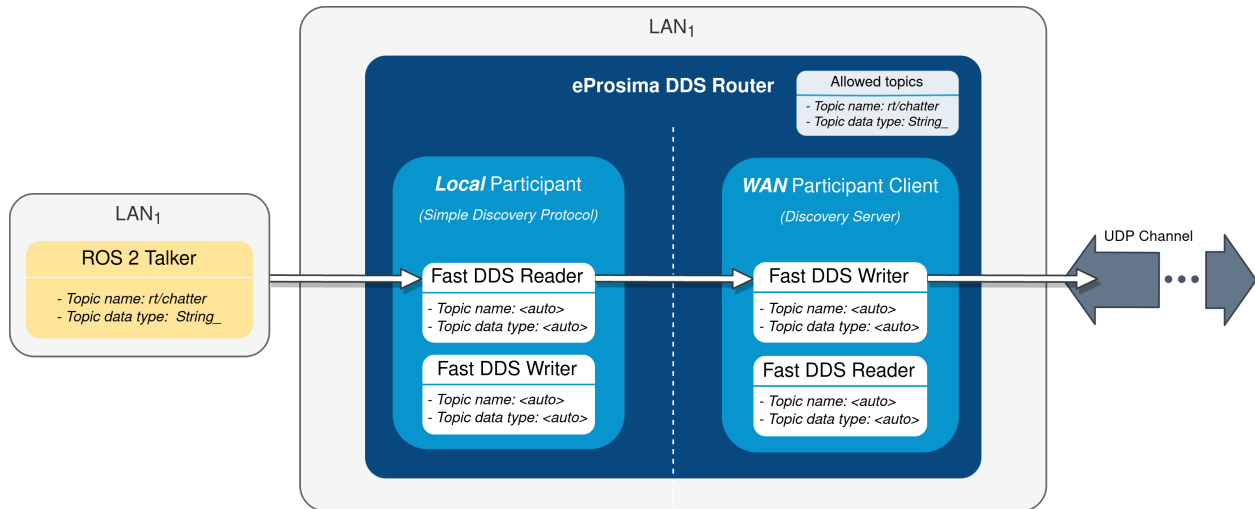 LAN1
eProsima DDS Router
Allowed topics
- Topic name: rt/chatter
- Topic data type: String_
LAN1
ROS 2 Talker
- Topic name: rt/chatter
- Topic data type: String_
Local Participant
(Simple Discovery Protocol)
Fast DDS Reader
- Topic name: <auto>
- Topic data type: <auto>
Fast DDS Writer
- Topic name: <auto>
- Topic data type: <auto>
WAN Participant Client
(Discovery Server)
Fast DDS Writer
- Topic name: <auto>
- Topic data type: <auto>
Fast DDS Reader
- Topic name: <auto>
- Topic data type: <auto>
UDP Channel